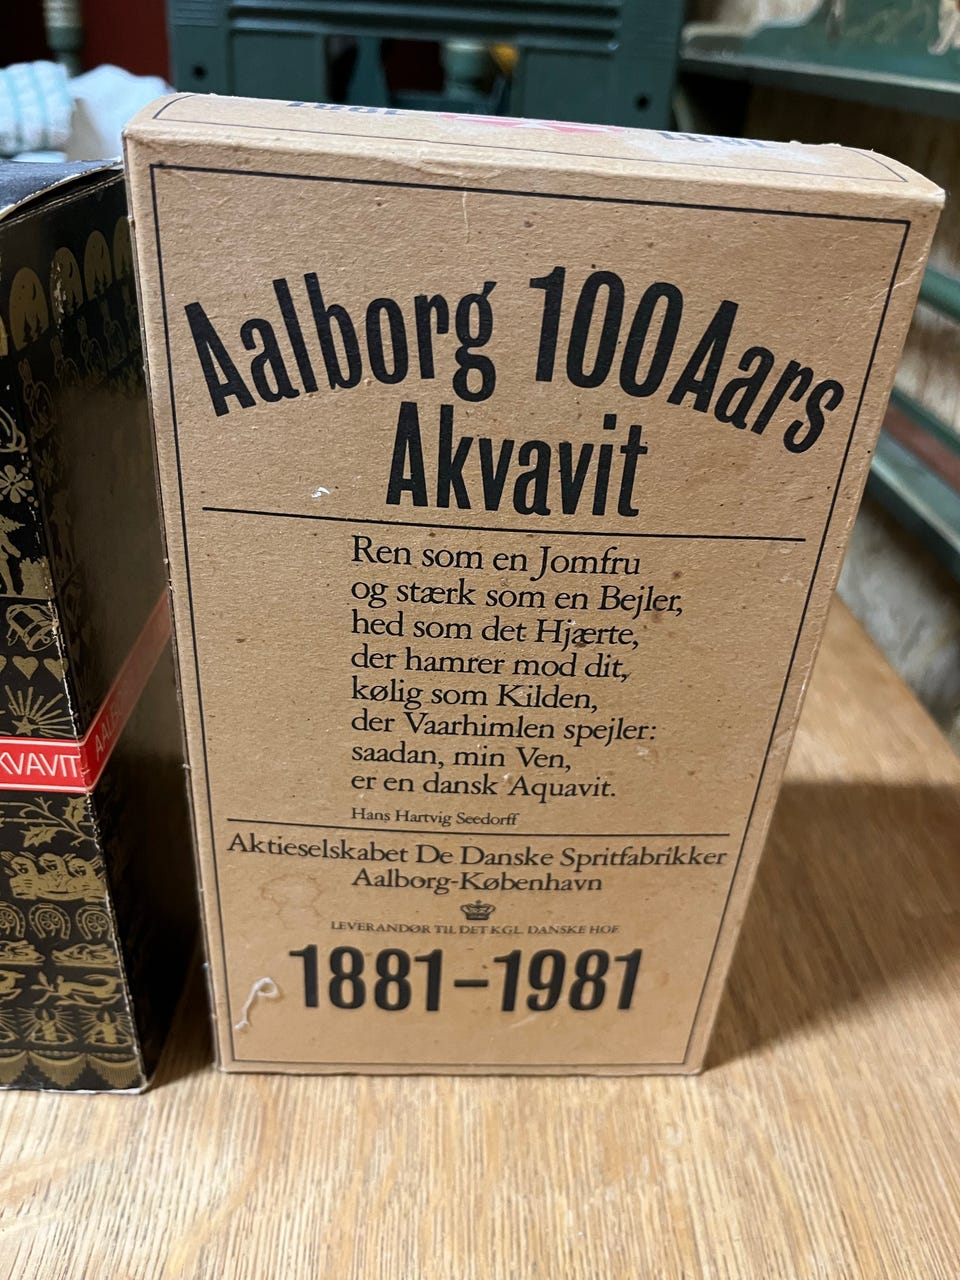 Aalborg 100 Aars
Akvavit
Ren som en Jomfru
og stærk som en Bejler,
hed som det Hjærte,
der hamrer mod dit,
kølig som Kilden,
der Vaarhimlen spejler:
saadan, min Ven,
er en dansk Aquavit.
Hans Hartvig Seedorff
Aktieselskabet De Danske Spritfabrikker
Aalborg-København
LEVERANDØR TIL DET KGL. DANSKE HOF
1881–1981
KVAVIT